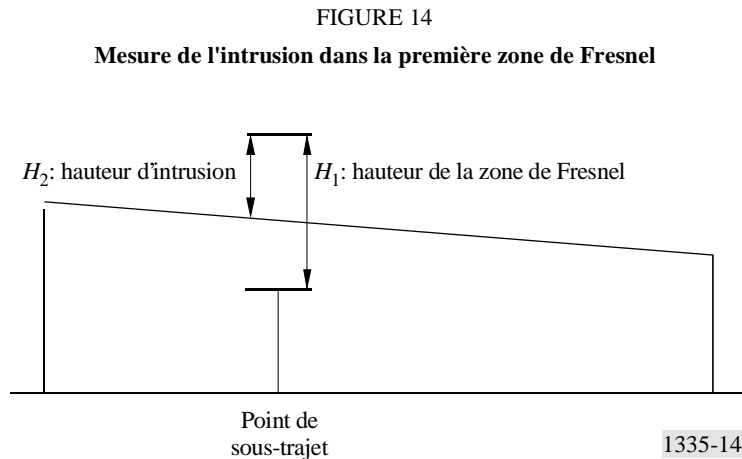 FIGURE 14
Mesure de l'intrusion dans la première zone de Fresnel
H2: hauteur d'intrusion
H1: hauteur de la zone de Fresnel
Point de
sous-trajet
1335-14